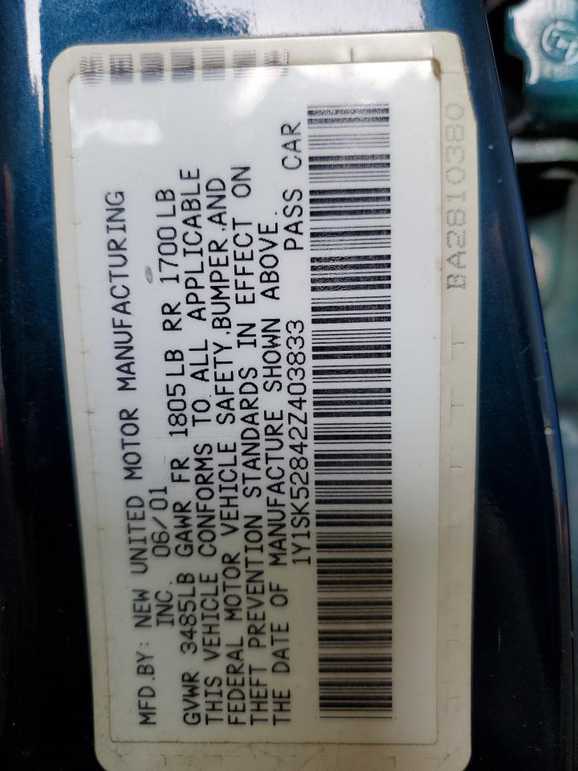 MFD.BY: NEW UNITED MOTOR MANUFACTURING
INC. 06/01
GVWR 3485LB GAWR FR 1805LB RR 1700LB
THIS VEHICLE CONFORMS TO ALL APPLICABLE
FEDERAL MOTOR VEHICLE SAFETY,BUMPER,AND
THEFT PREVENTION STANDARDS IN EFFECT ON
THE DATE OF MANUFACTURE SHOWN ABOVE.
1Y1SK52842Z403833 PASS CAR
BA2810380